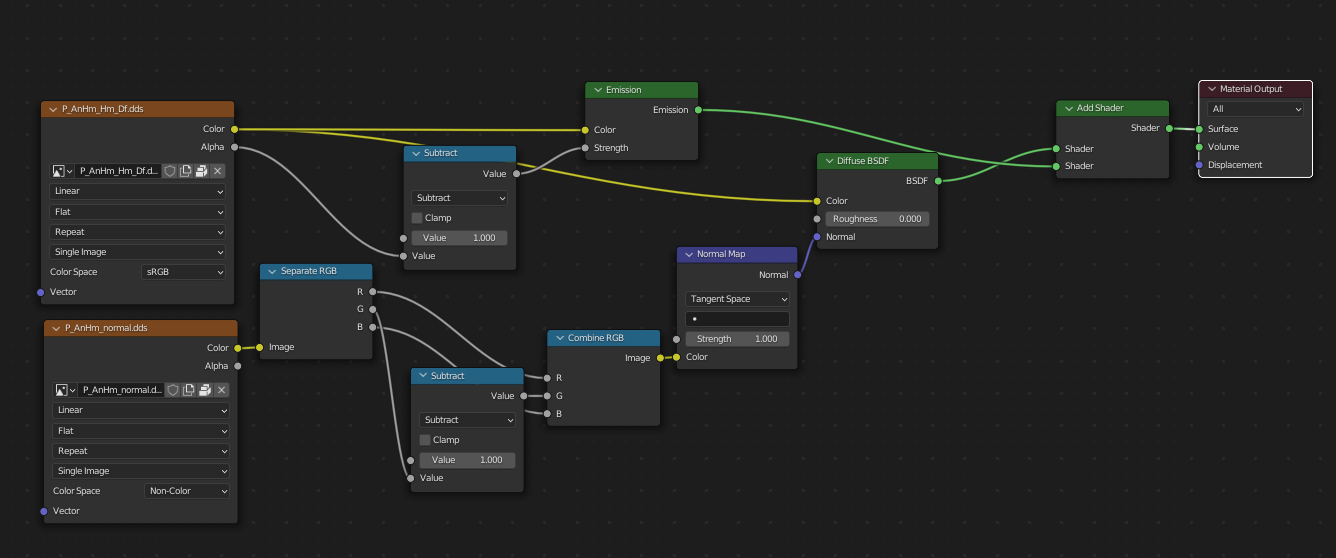 P_AnHm_Hm_Df.dds
Color
Alpha
P_AnHm_Hm_Df.d...
Linear
Flat
Repeat
Single Image
Color Space sRGB
Vector
P_AnHm_normal.dds
Color
Alpha
P_AnHm_normal.d...
Linear
Flat
Repeat
Single Image
Color Space Non-Color
Vector
Separate RGB
R
G
B
Image
Subtract
Value
Subtract
Clamp
Value 1.000
Value
Subtract
Value
Subtract
Clamp
Value 1.000
Value
Combine RGB
Image
R
G
B
Emission
Emission
Color
Strength
Normal Map
Normal
Tangent Space
Strength 1.000
Color
Diffuse BSDF
BSDF
Color
Roughness 0.000
Normal
Add Shader
Shader
Shader
Shader
Material Output
All
Surface
Volume
Displacement